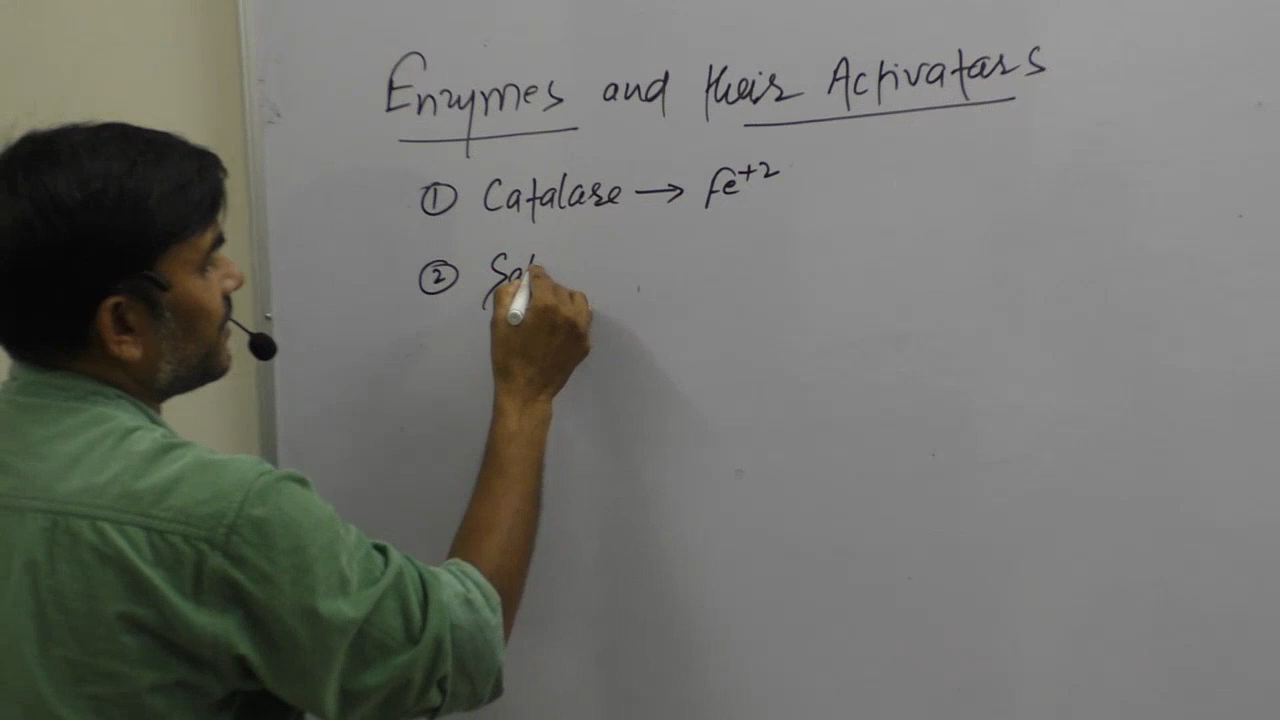 Enzymes and their Activators
① Catalase → Fe+2
②